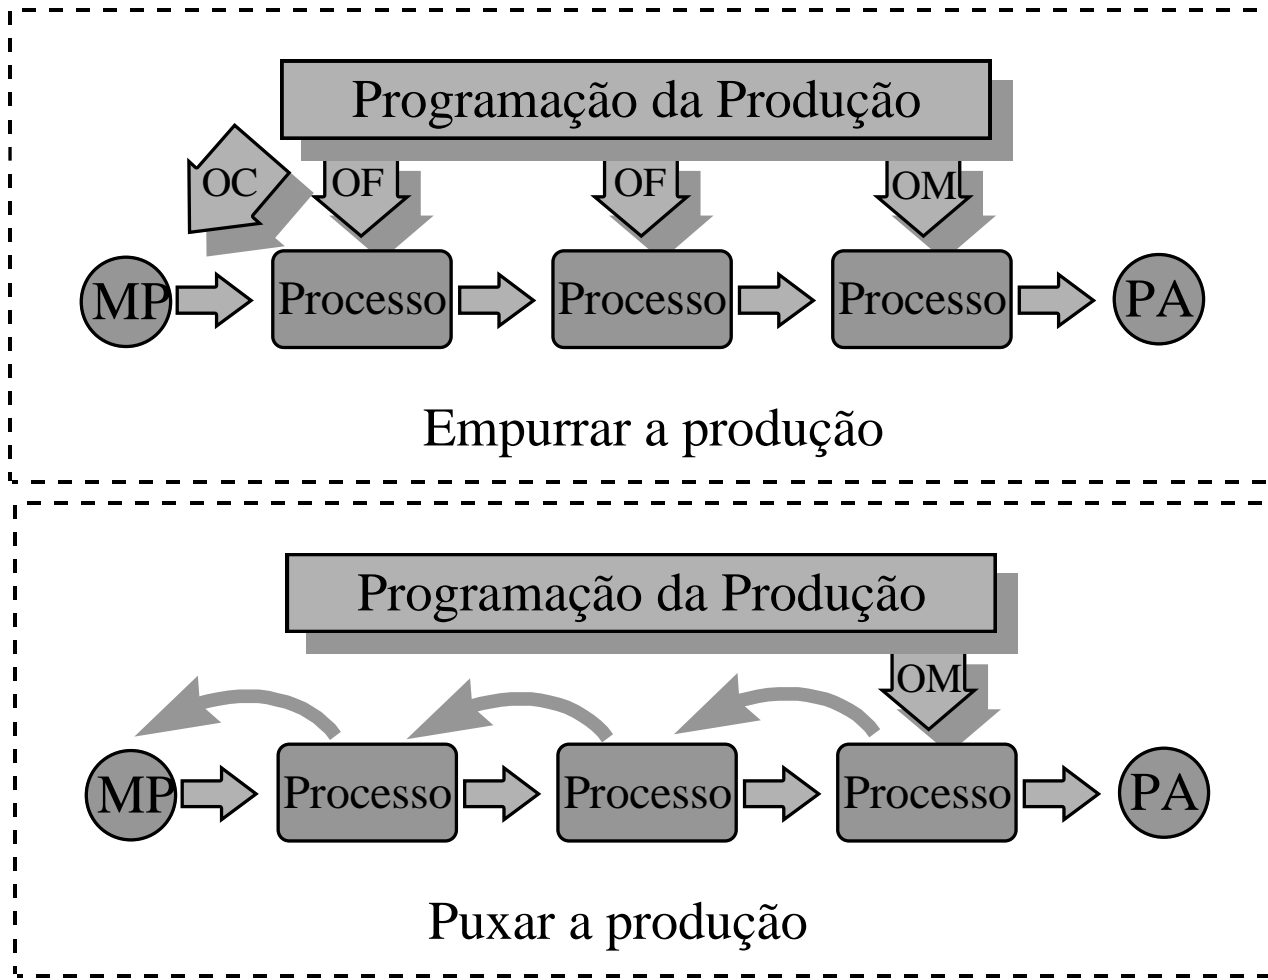 Programação da Produção
OC
OF
OF
OM
MP
Processo
Processo
Processo
PA
Empurrar a produção
Programação da Produção
OM
MP
Processo
Processo
Processo
PA
Puxar a produção